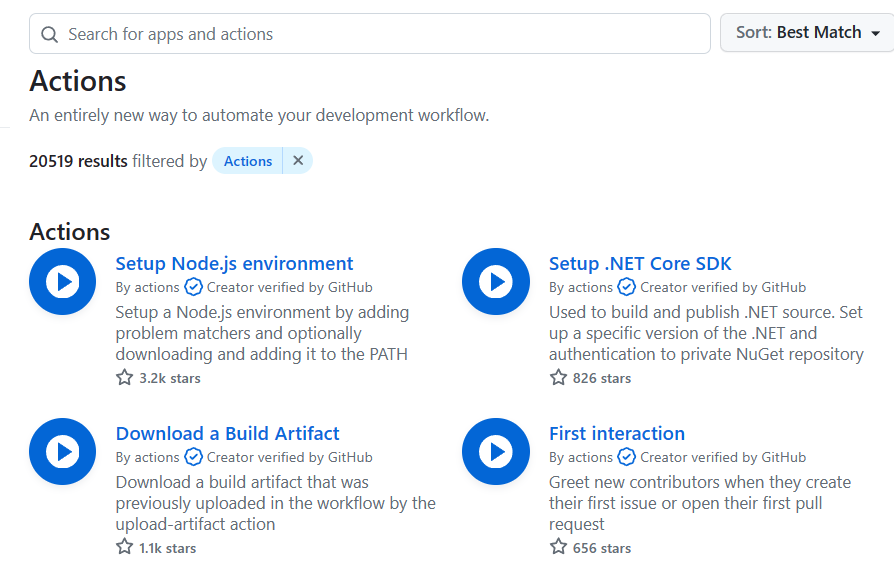 Search for apps and actions
Sort: Best Match
Actions
An entirely new way to automate your development workflow.
20519 results filtered by Actions ×
Actions
Setup Node.js environment
By actions Creator verified by GitHub
Setup a Node.js environment by adding
problem matchers and optionally
downloading and adding it to the PATH
3.2k stars
Setup .NET Core SDK
By actions Creator verified by GitHub
Used to build and publish .NET source. Set
up a specific version of the .NET and
authentication to private NuGet repository
826 stars
Download a Build Artifact
By actions Creator verified by GitHub
Download a build artifact that was
previously uploaded in the workflow by the
upload-artifact action
1.1k stars
First interaction
By actions Creator verified by GitHub
Greet new contributors when they create
their first issue or open their first pull
request
656 stars